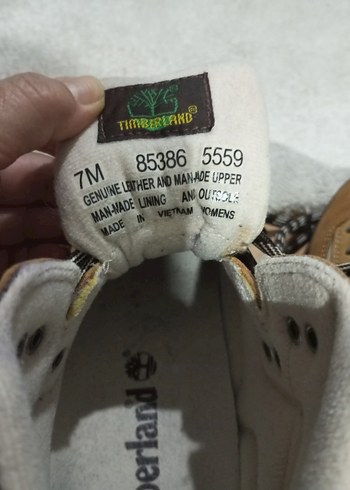 TIMBERLAND®
7M 85386 5559
GENUINE LEATHER AND MAN-MADE UPPER
MAN-MADE LINING AND OUTSOLE
MADE IN VIETNAM WOMENS
berland